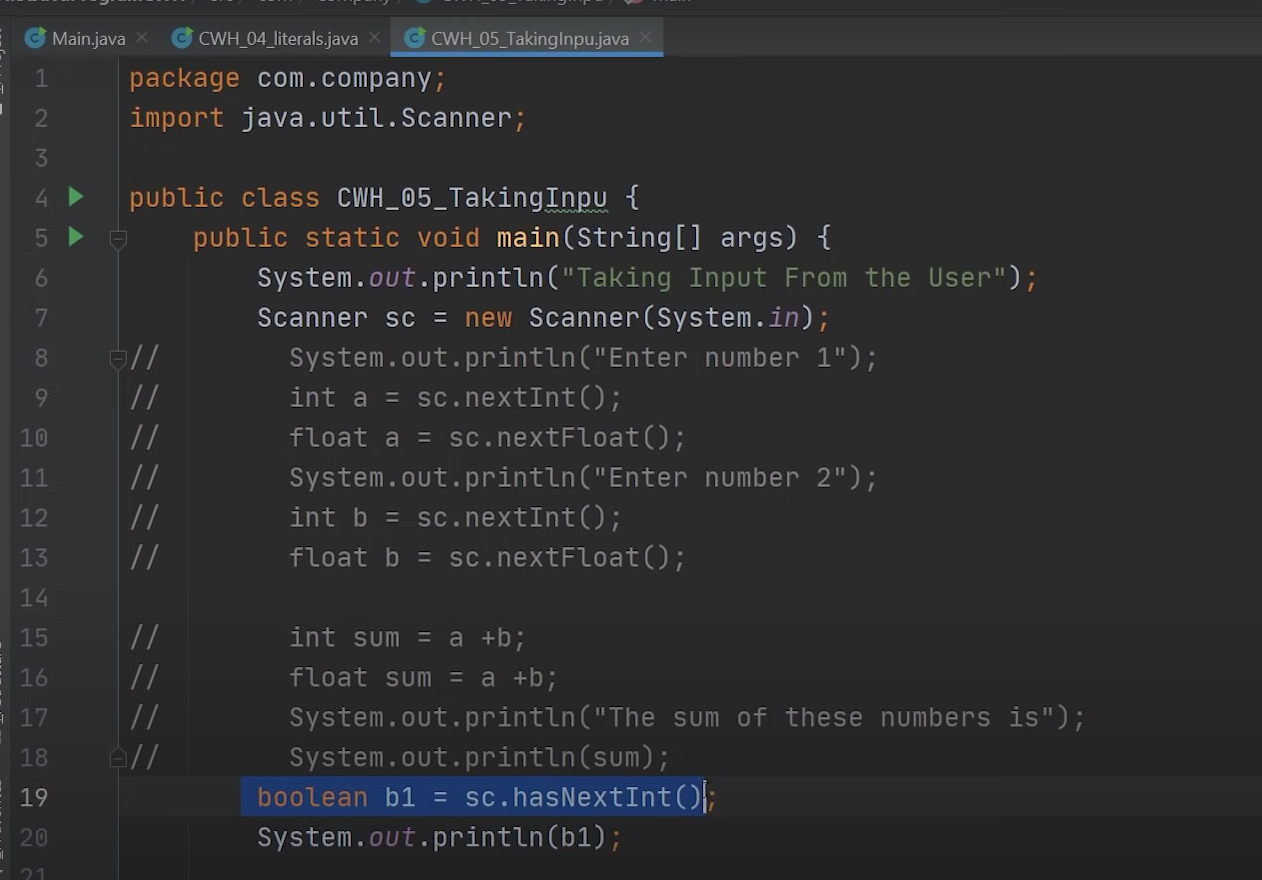 Main.java CWH_04_literals.java CWH_05_TakingInpu.java
1 package com.company;
2 import java.util.Scanner;
3
4 public class CWH_05_TakingInpu {
5 public static void main(String[] args) {
6 System.out.println("Taking Input From the User");
7 Scanner sc = new Scanner(System.in);
8 // System.out.println("Enter number 1");
9 // int a = sc.nextInt();
10 // float a = sc.nextFloat();
11 // System.out.println("Enter number 2");
12 // int b = sc.nextInt();
13 // float b = sc.nextFloat();
14
15 // int sum = a +b;
16 // float sum = a +b;
17 // System.out.println("The sum of these numbers is");
18 // System.out.println(sum);
19 boolean b1 = sc.hasNextInt();
20 System.out.println(b1);
21